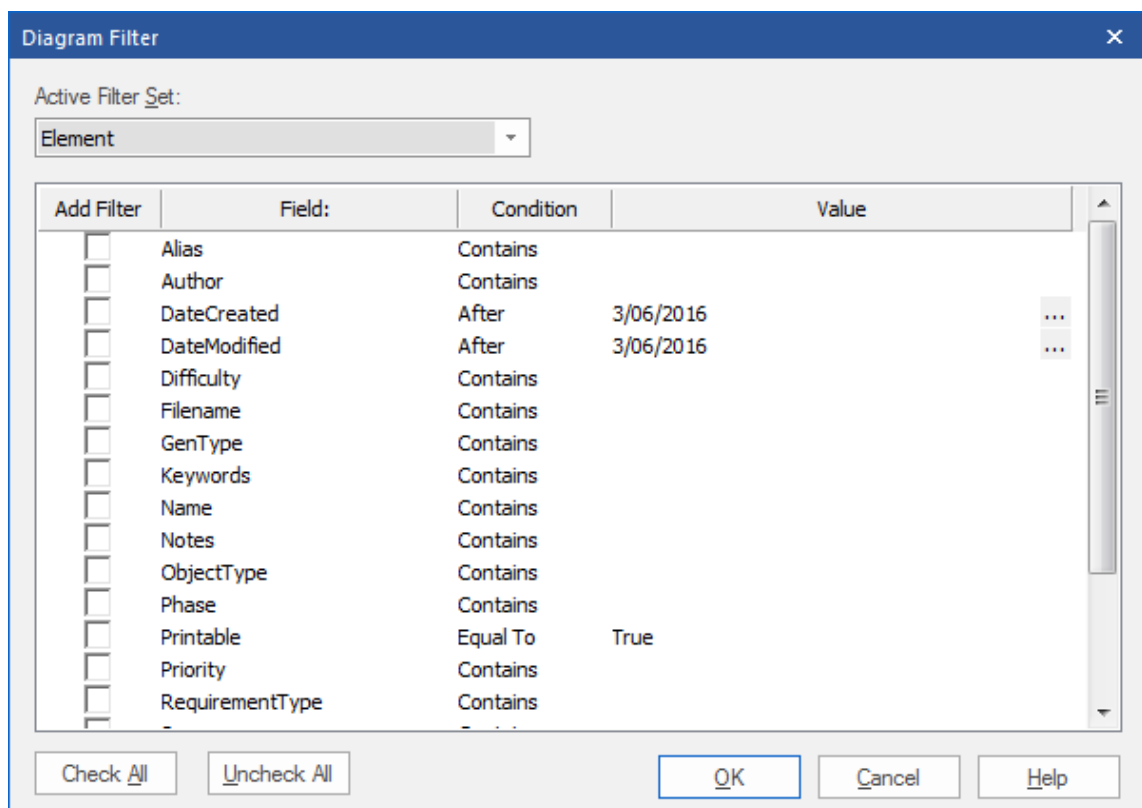 Diagram Filter
Active Filter Set:
Element
Add Filter Field: Condition Value
Alias Contains
Author Contains
DateCreated After 3/06/2016 ...
DateModified After 3/06/2016 ...
Difficulty Contains
Filename Contains
GenType Contains
Keywords Contains
Name Contains
Notes Contains
ObjectType Contains
Phase Contains
Printable Equal To True
Priority Contains
RequirementType Contains
Check All Uncheck All OK Cancel Help